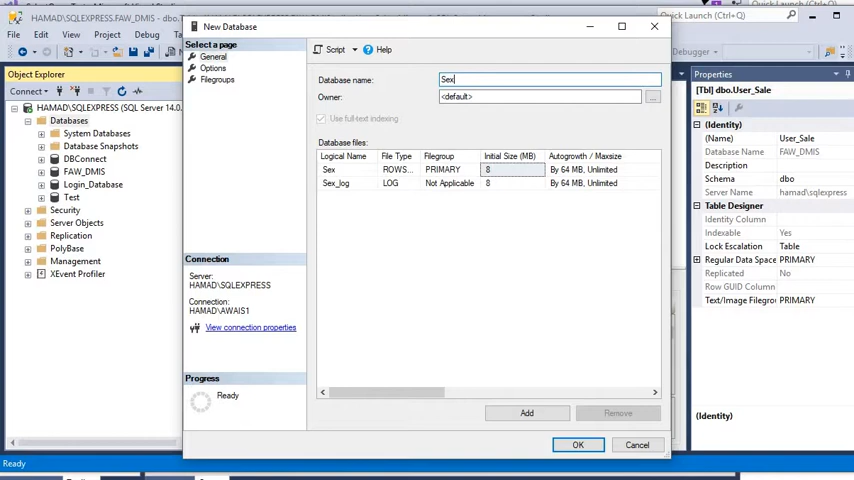 HAMAD\SQLEXPRESS.FAW_DMIS - dbo.T
Quick Launch (Ctrl+Q)
File Edit View Project Debug
Debugger
New Database
Select a page
General
Options
Filegroups
Script
Help
Database name: Sex
Owner: <default>
...
Use full-text indexing
Database files:
Logical Name File Type Filegroup Initial Size (MB) Autogrowth / Maxsize
Sex ROWS... PRIMARY 8 By 64 MB, Unlimited
Sex_log LOG Not Applicable 8 By 64 MB, Unlimited
Connection
Server:
HAMAD\SQLEXPRESS
Connection:
HAMAD\AWAIS1
View connection properties
Progress
Ready
Add
Remove
OK
Cancel
Object Explorer
Connect
HAMAD\SQLEXPRESS (SQL Server 14.0.
Databases
System Databases
Database Snapshots
DBConnect
FAW_DMIS
Login_Database
Test
Security
Server Objects
Replication
PolyBase
Management
XEvent Profiler
Properties
[Tbl] dbo.User_Sale
(Identity)
(Name) User_Sale
Database Name FAW_DMIS
Description
Schema dbo
Server Name hamad\sqlexpress
Table Designer
Identity Column
Indexable Yes
Lock Escalation Table
Regular Data Space PRIMARY
Replicated No
Row GUID Column
Text/Image Filegro PRIMARY
(Identity)
Ready